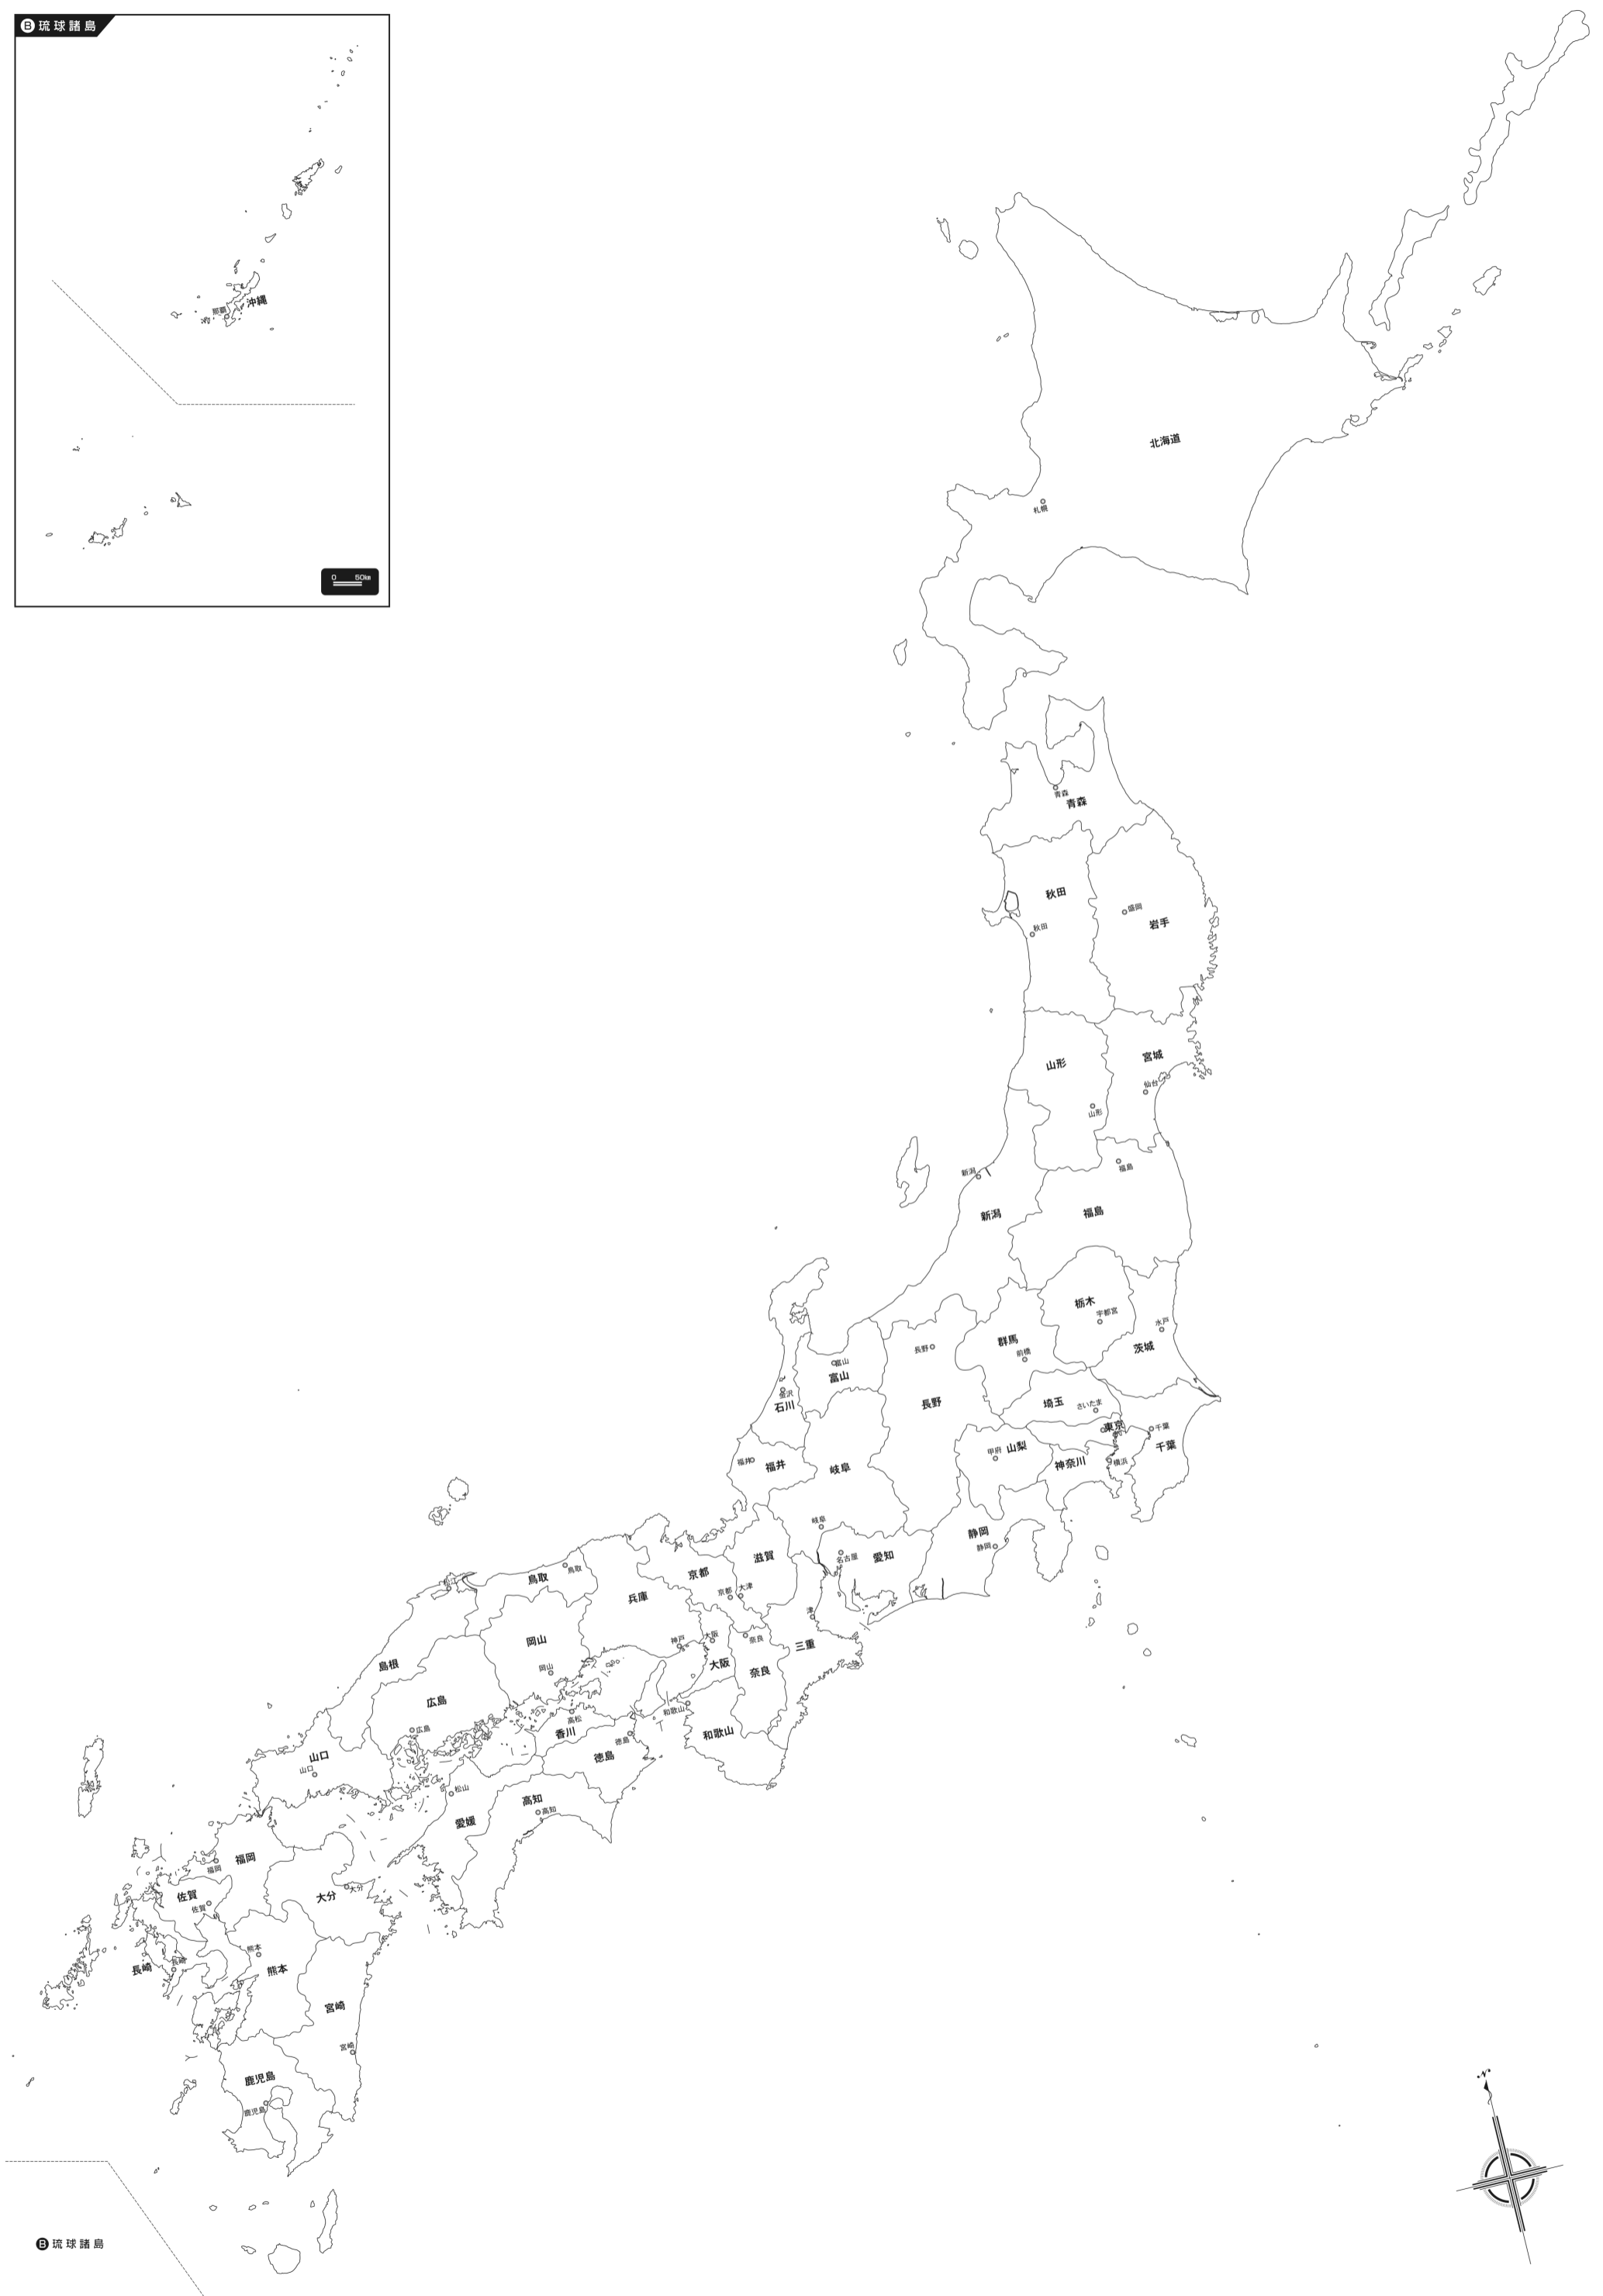 B 琉球諸島
沖縄
那覇
0 50km
北海道
札幌
青森
青森
秋田
秋田
盛岡
岩手
山形
山形
宮城
仙台
新潟
新潟
福島
福島
栃木
宇都宮
水戸
茨城
群馬
前橋
長野
長野
富山
富山
金沢
石川
埼玉
さいたま
東京
千葉
千葉
甲府
山梨
神奈川
横浜
福井
福井
岐阜
岐阜
静岡
静岡
名古屋
愛知
滋賀
大津
京都
京都
津
三重
鳥取
鳥取
兵庫
神戸
大阪
大阪
奈良
奈良
和歌山
和歌山
岡山
岡山
島根
広島
広島
山口
山口
高松
香川
徳島
徳島
松山
愛媛
高知
高知
福岡
福岡
佐賀
佐賀
大分
大分
長崎
長崎
熊本
熊本
宮崎
宮崎
鹿児島
鹿児島
N
B 琉球諸島